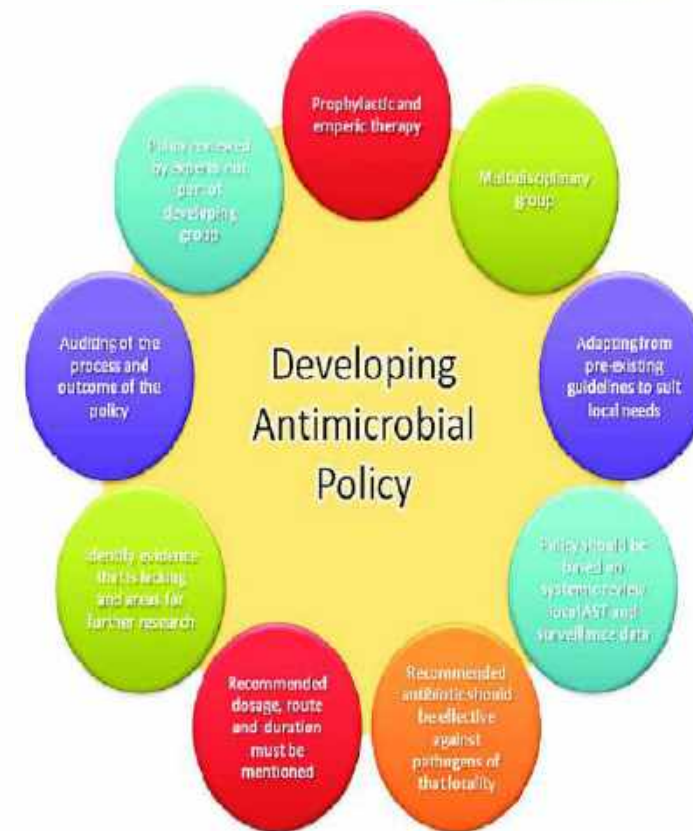 Prophylactic and
emperic therapy
Multidisciplinary
group
Adapting from
pre-existing
guidelines to suit
local needs
Policy should be
based on
systemic review
local AST and
surveillance data
Recommended
antibiotic should
be effective
against
pathogens of
that locality
Recommended
dosage, route
and duration
must be
mentioned
Identify evidence
that is lacking
and areas for
further research
Auditing of the
process and
outcome of the
policy
Policy reviewed
by experts not
part of
developing
group
Developing
Antimicrobial
Policy